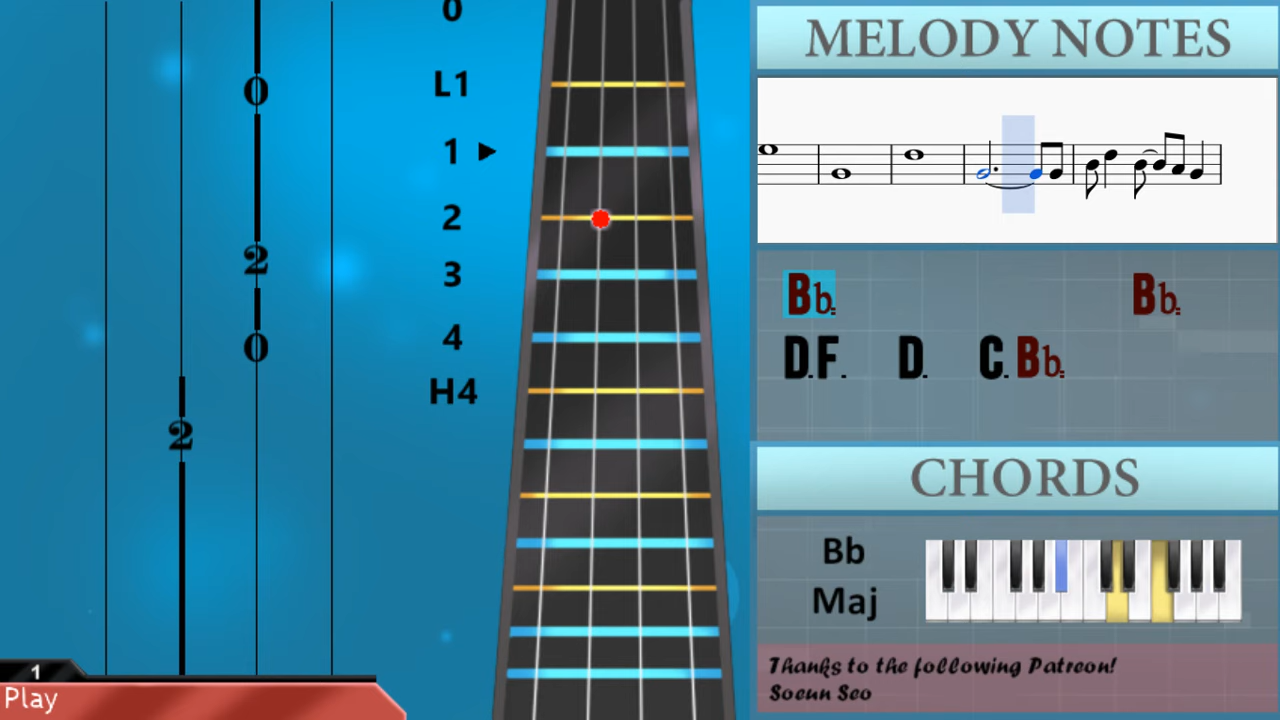 0
0
2
0
2
1
Play
0
L1
1
2
3
4
H4
MELODY NOTES
Bb. Bb.
D.F. D. C. Bb.
CHORDS
Bb
Maj
Thanks to the following Patreon!
Soeun Seo